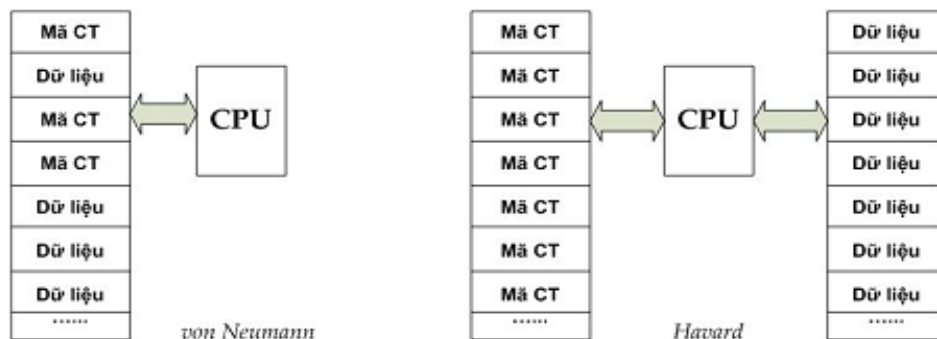 Mã CT
Dữ liệu
Mã CT
Mã CT
Dữ liệu
Dữ liệu
Dữ liệu
......
CPU
von Neumann
Mã CT
Mã CT
Mã CT
Mã CT
Mã CT
Mã CT
Mã CT
......
CPU
Havard
Dữ liệu
Dữ liệu
Dữ liệu
Dữ liệu
Dữ liệu
Dữ liệu
Dữ liệu
......